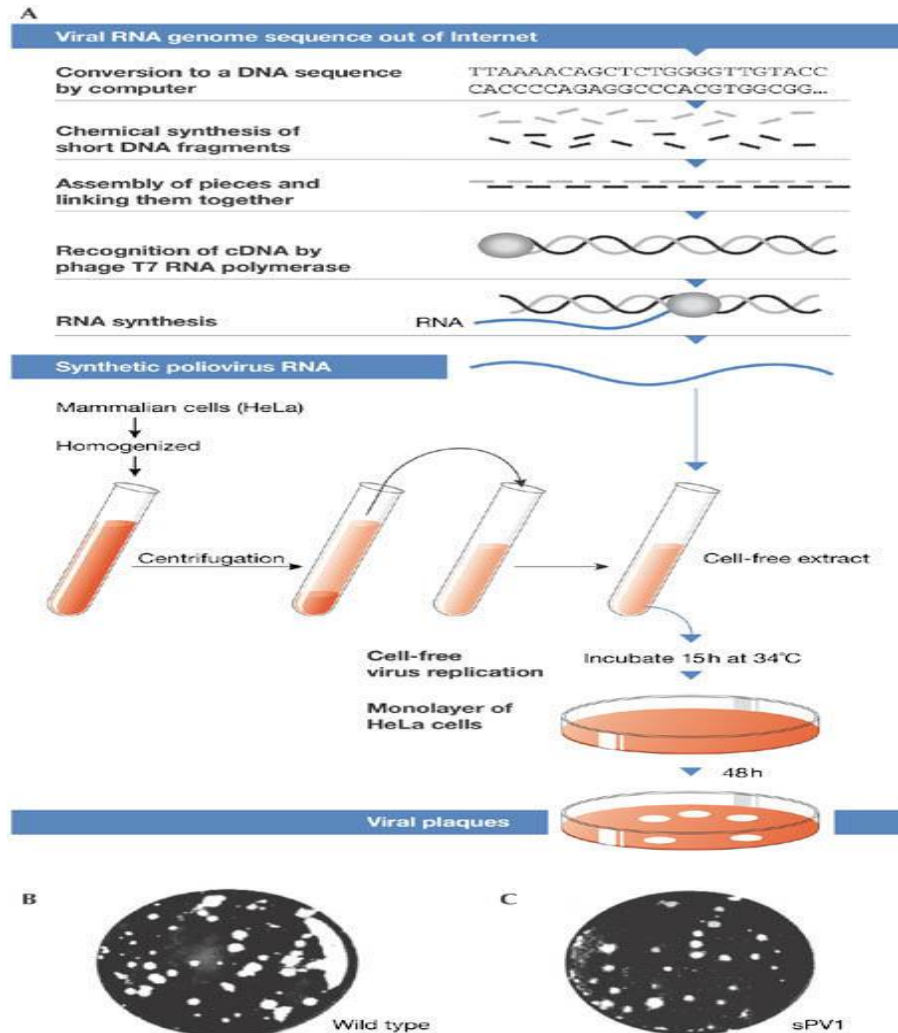 A
Viral RNA genome sequence out of Internet
Conversion to a DNA sequence
by computer
TTAAAACAGCTCTGGGGTTGTACC
CACCCCAGAGGCCCACGTGGCGG...
Chemical synthesis of
short DNA fragments
Assembly of pieces and
linking them together
Recognition of cDNA by
phage T7 RNA polymerase
RNA synthesis
RNA
Synthetic poliovirus RNA
Mammalian cells (HeLa)
Homogenized
Centrifugation
Cell-free extract
Cell-free
virus replication
Incubate 15h at 34°C
Monolayer of
HeLa cells
48h
Viral plaques
B
C
Wild type
sPV1